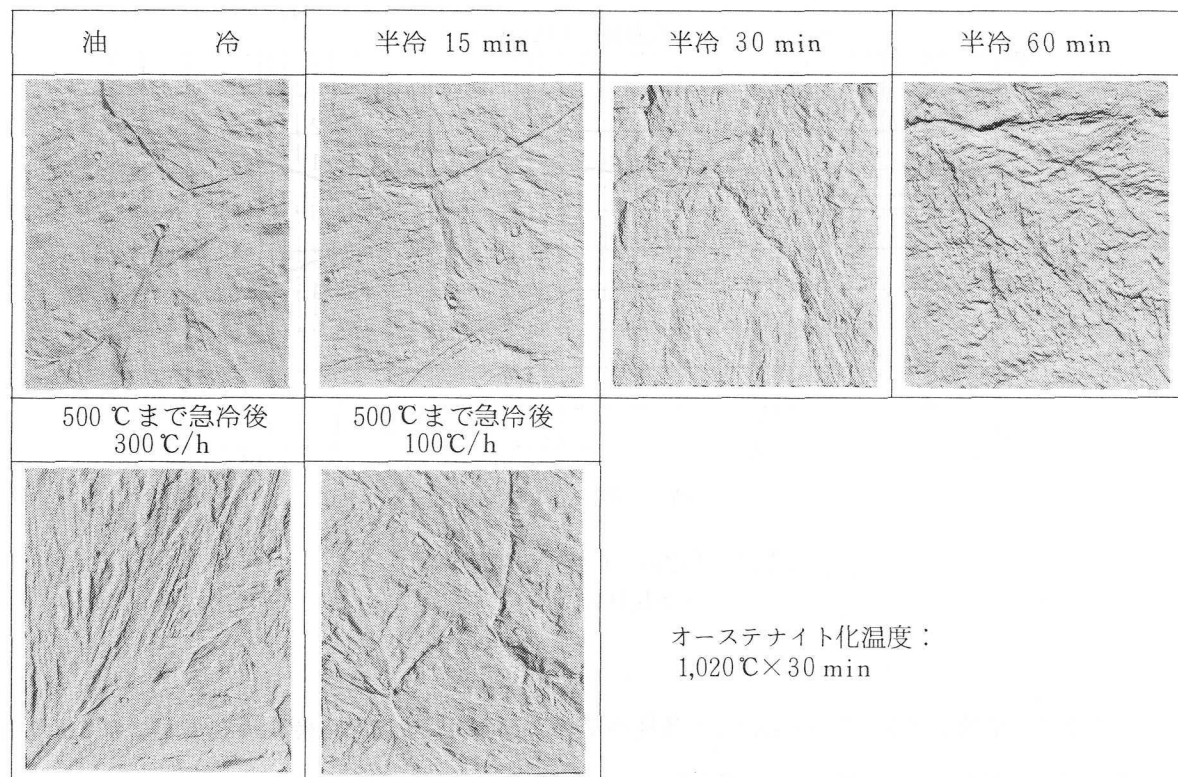 油 冷
半冷 15 min
半冷 30 min
半冷 60 min
500℃まで急冷後
300℃/h
500℃まで急冷後
100℃/h
オーステナイト化温度：
1,020℃×30 min